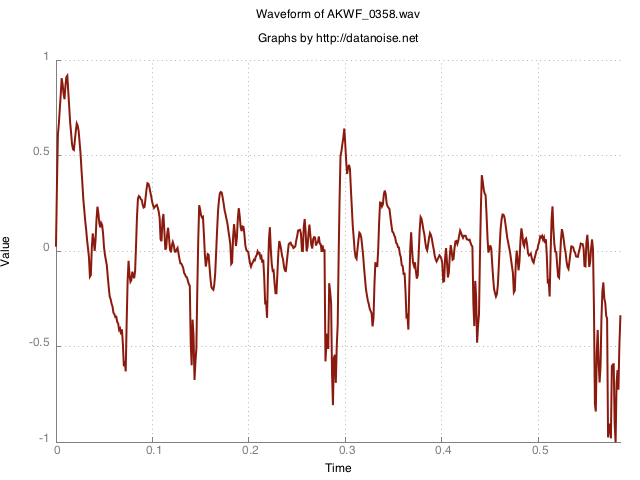 Waveform of AKWF_0358.wav
Graphs by http://datanoise.net
1
0.5
0
-0.5
-1
Value
0 0.1 0.2 0.3 0.4 0.5
Time